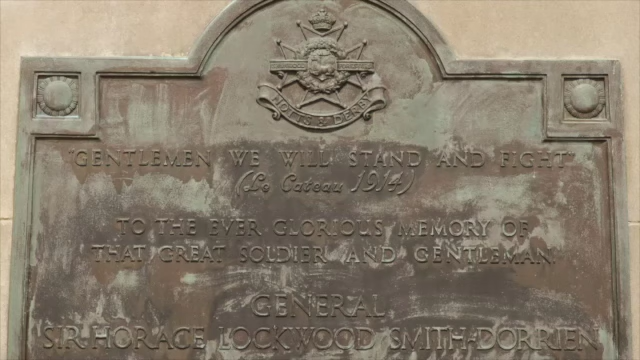 NOTTS & DERBY
"GENTLEMEN WE WILL STAND AND FIGHT"
(Le Cateau 1914)
TO THE EVER GLORIOUS MEMORY OF
THAT GREAT SOLDIER AND GENTLEMAN
GENERAL
SIR HORACE LOCKWOOD SMITH-DORRIEN